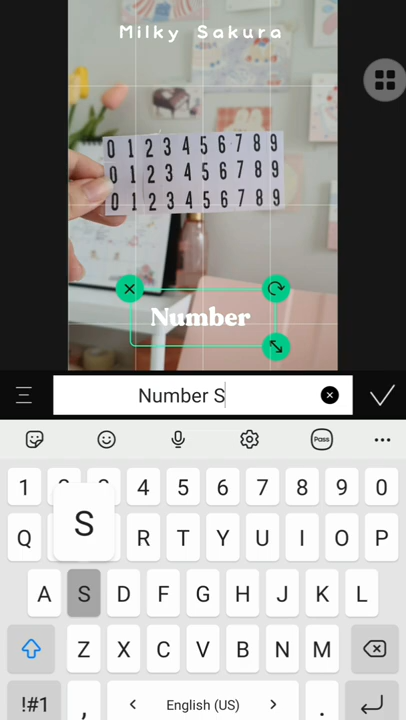 Milky Sakura
0 1 2 3 4 5 6 7 8 9
0 1 2 3 4 5 6 7 8 9
0 1 2 3 4 5 6 7 8 9
Number
Number S
Pass
1 4 5 6 7 8 9 0
S
Q R T Y U I O P
A S D F G H J K L
Z X C V B N M
!#1 , < English (US) > .